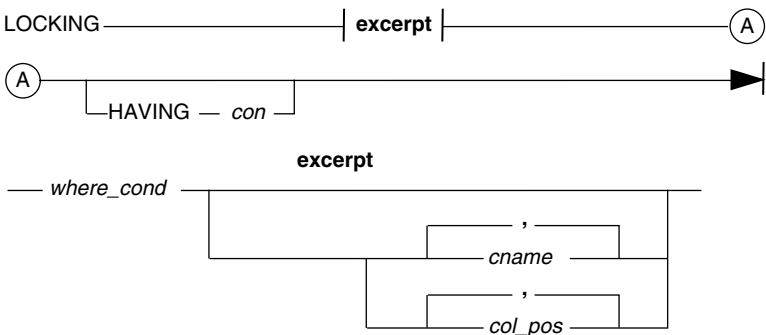 LOCKING excerpt A
A
HAVING con
excerpt
where_cond
,
cname
,
col_pos